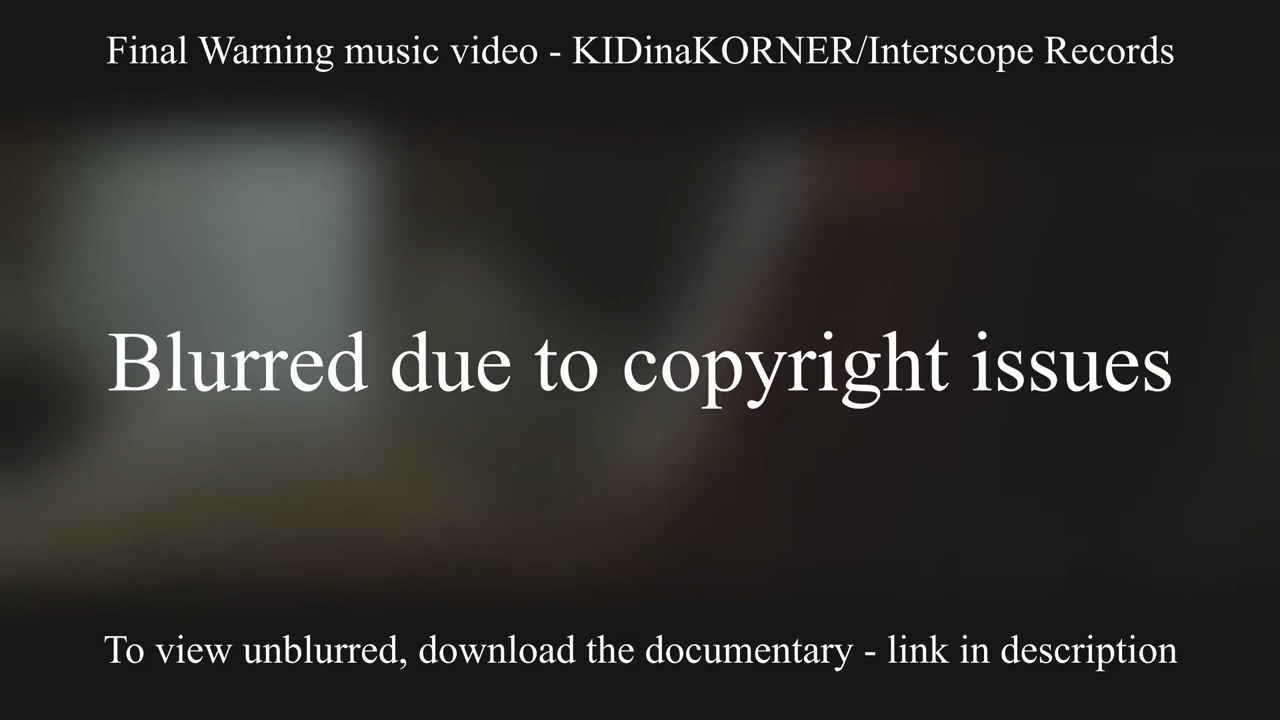 Final Warning music video - KIDinaKORNER/Interscope Records
Blurred due to copyright issues
To view unblurred, download the documentary - link in description